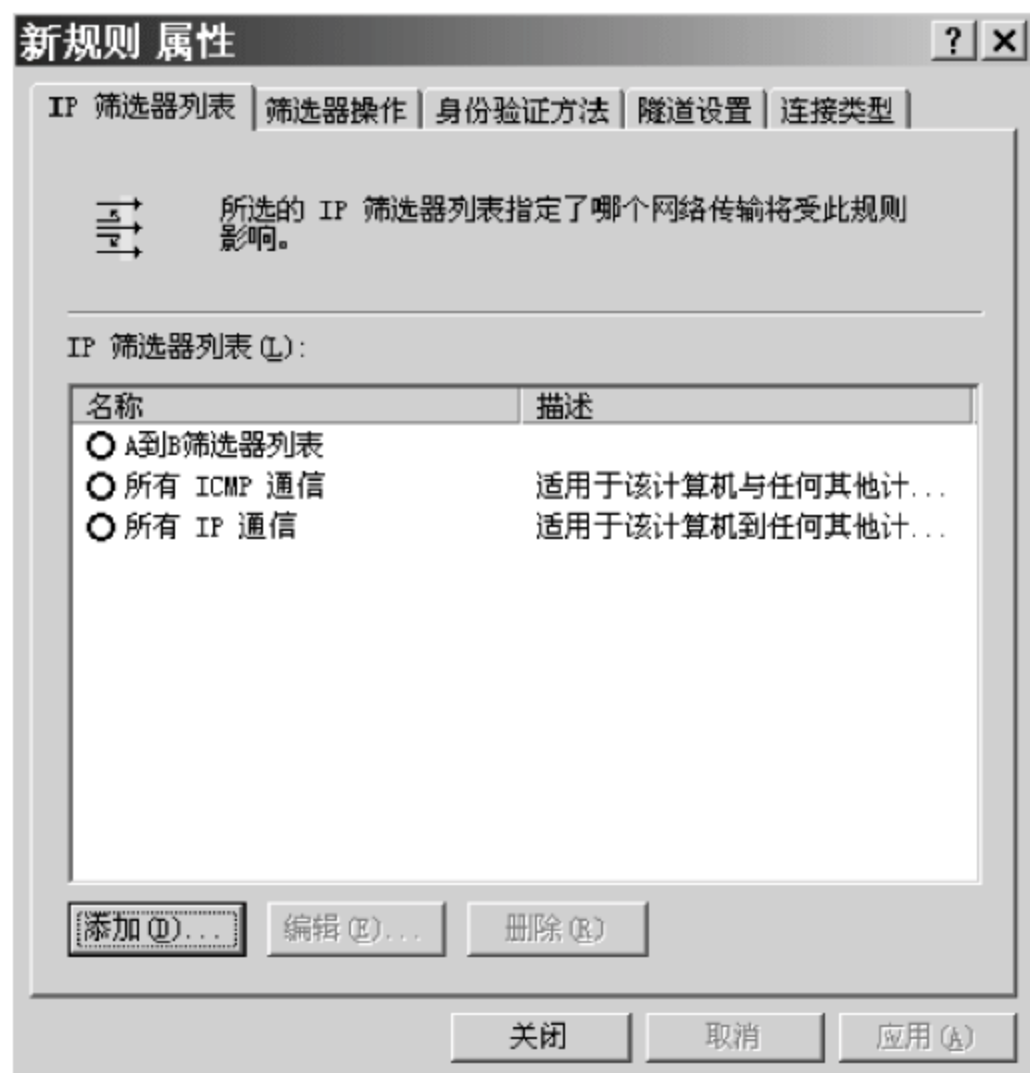 新规则 属性
IP 筛选器列表 筛选器操作 身份验证方法 隧道设置 连接类型
所选的 IP 筛选器列表指定了哪个网络传输将受此规则
影响。
IP 筛选器列表(L):
名称 描述
A到B筛选器列表
所有 ICMP 通信 适用于该计算机与任何其他计...
所有 IP 通信 适用于该计算机到任何其他计...
添加(D)... 编辑(E)... 删除(R)
关闭 取消 应用(A)